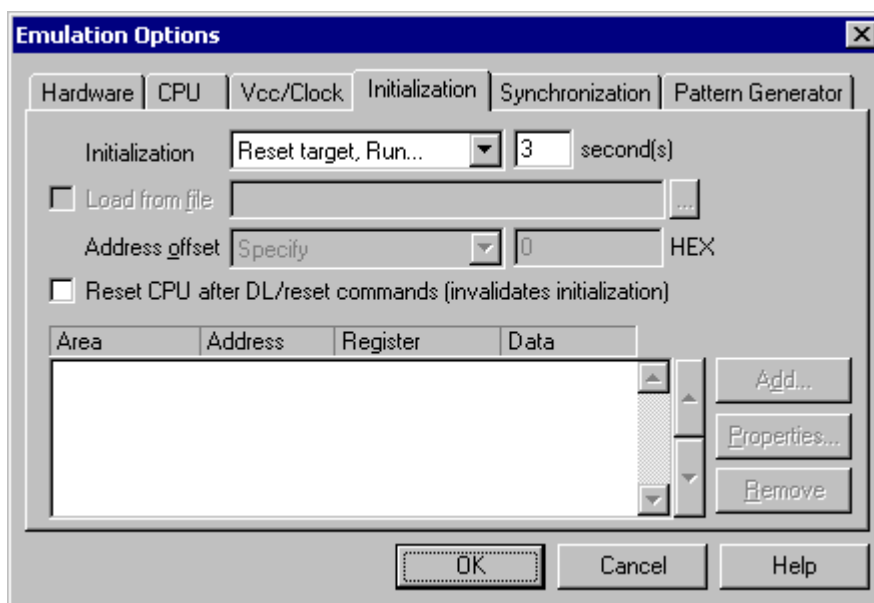 Emulation Options
Hardware CPU Vcc/Clock Initialization Synchronization Pattern Generator
Initialization Reset target, Run... 3 second(s)
Load from file ...
Address offset Specify 0 HEX
Reset CPU after DL/reset commands (invalidates initialization)
Area Address Register Data
Add...
Properties...
Remove
OK Cancel Help